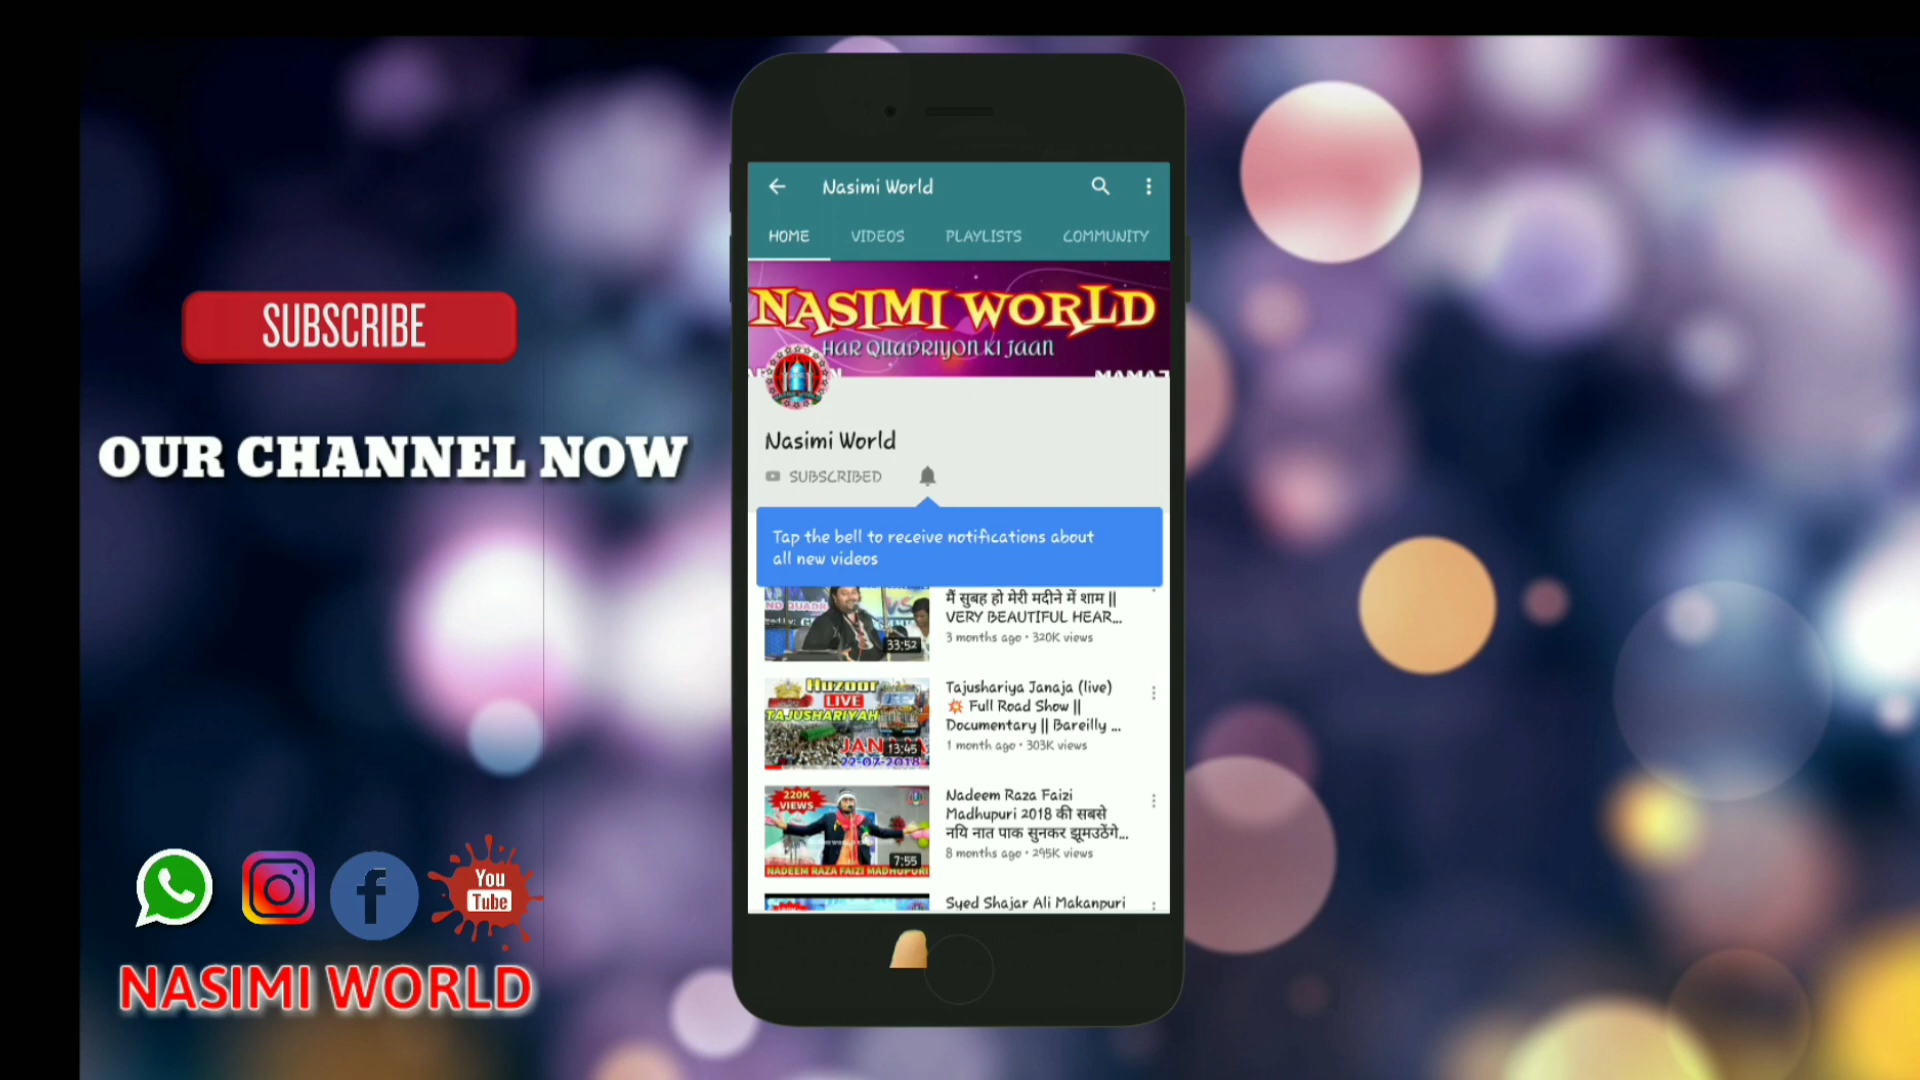 SUBSCRIBE
OUR CHANNEL NOW
You
Tube
NASIMI WORLD
Nasimi World
HOME VIDEOS PLAYLISTS COMMUNITY
NASIMI WORLD
HAR QUADRIYON KI JAAN
Nasimi World
SUBSCRIBED
Tap the bell to receive notifications about
all new videos
33:52
मैं सुबह हो मेरी मदीने में शाम ||
VERY BEAUTIFUL HEAR...
3 months ago • 320K views
Huzoor
LIVE
TAJUSHARIYAH
13:45
22-07-2018
Tajushariya Janaja (live)
💥 Full Road Show ||
Documentary || Bareilly ...
1 month ago • 303K views
220K
VIEWS
7:55
NADEEM RAZA FAIZI MADHUPURI
Nadeem Raza Faizi
Madhupuri 2018 की सबसे
नयि नात पाक सुनकर झूमउठेंगे...
8 months ago • 295K views
Syed Shajar Ali Makanpuri